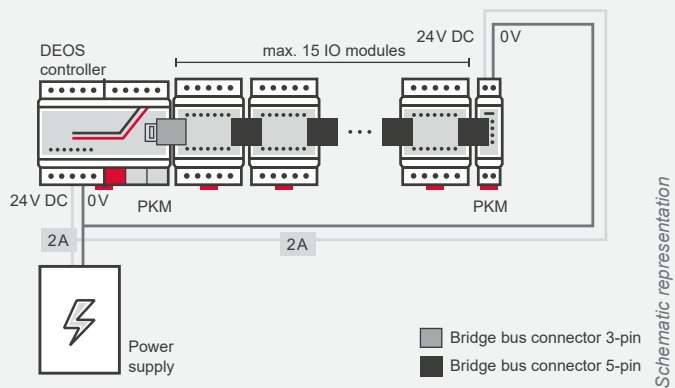 24V DC
0V
DEOS
controller
max. 15 IO modules
24V DC
0V
PKM
PKM
2A
2A
Power
supply
Bridge bus connector 3-pin
Bridge bus connector 5-pin
Schematic representation